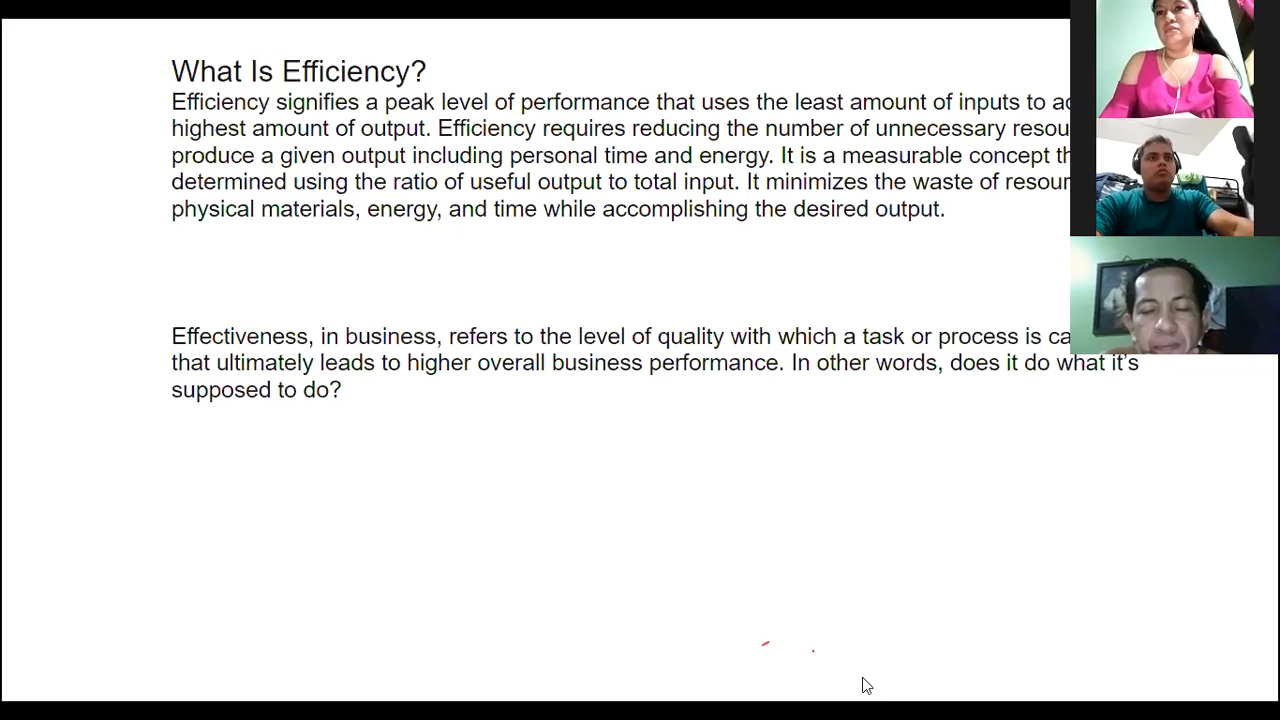 What Is Efficiency?
Efficiency signifies a peak level of performance that uses the least amount of inputs to
highest amount of output. Efficiency requires reducing the number of unnecessary
produce a given output including personal time and energy. It is a measurable concept
determined using the ratio of useful output to total input. It minimizes the waste of
physical materials, energy, and time while accomplishing the desired output.
Effectiveness, in business, refers to the level of quality with which a task or process is
that ultimately leads to higher overall business performance. In other words, does it do what it's
supposed to do?